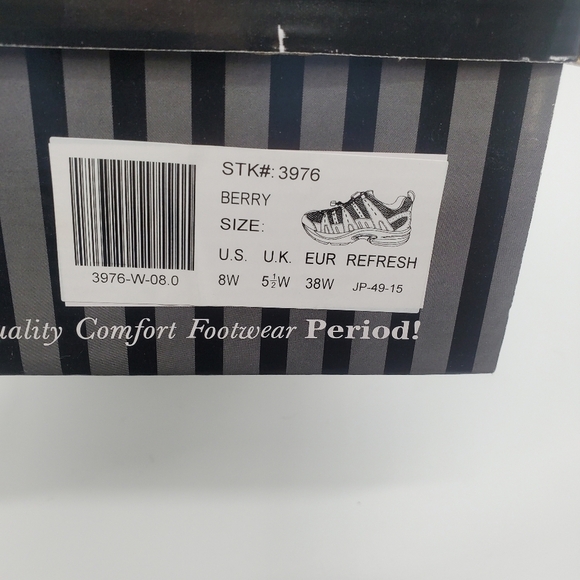 STK#: 3976
BERRY
SIZE:
U.S. U.K. EUR REFRESH
8W 5½W 38W JP-49-15
3976-W-08.0
uality Comfort Footwear Period!